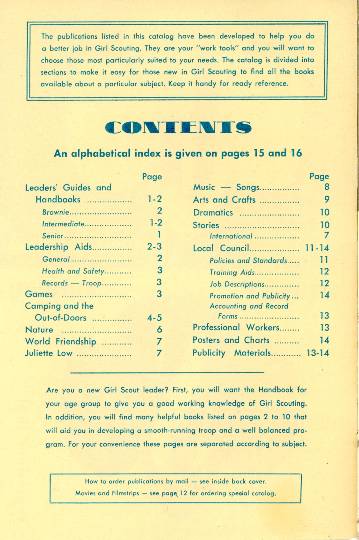 The publications listed in this catalog have been developed to help you do
a better job in Girl Scouting. They are your "work tools" and you will want to
choose those most particularly suited to your needs. The catalog is divided into
sections to make it easy for those new in Girl Scouting to find all the books
available about a particular subject. Keep it handy for ready reference.
CONTENTS
An alphabetical index is given on pages 15 and 16
Page
Leaders' Guides and
Handbooks .................. 1-2
Brownie......................... 2
Intermediate................... 1-2
Senior............................ 1
Leadership Aids............... 2-3
General.......................... 2
Health and Safety........... 3
Records — Troop............. 3
Games ........................... 3
Camping and the
Out-of-Doors ................ 4-5
Nature ........................... 6
World Friendship ............ 7
Juliette Low .................... 7
Page
Music — Songs................ 8
Arts and Crafts ............... 9
Dramatics ...................... 10
Stories ........................... 10
International .................. 7
Local Council.................. 11-14
Policies and Standards..... 11
Training Aids.................. 12
Job Descriptions.............. 12
Promotion and Publicity... 14
Accounting and Record
Forms ........................... 13
Professional Workers....... 13
Posters and Charts .......... 14
Publicity Materials........... 13-14
Are you a new Girl Scout leader? First, you will want the Handbook for
your age group to give you a good working knowledge of Girl Scouting.
In addition, you will find many helpful books listed on pages 2 to 10 that
will aid you in developing a smooth-running troop and a well balanced pro-
gram. For your convenience these pages are separated according to subject.
How to order publications by mail — see inside back cover.
Movies and Filmstrips — see page 12 for ordering special catalog.